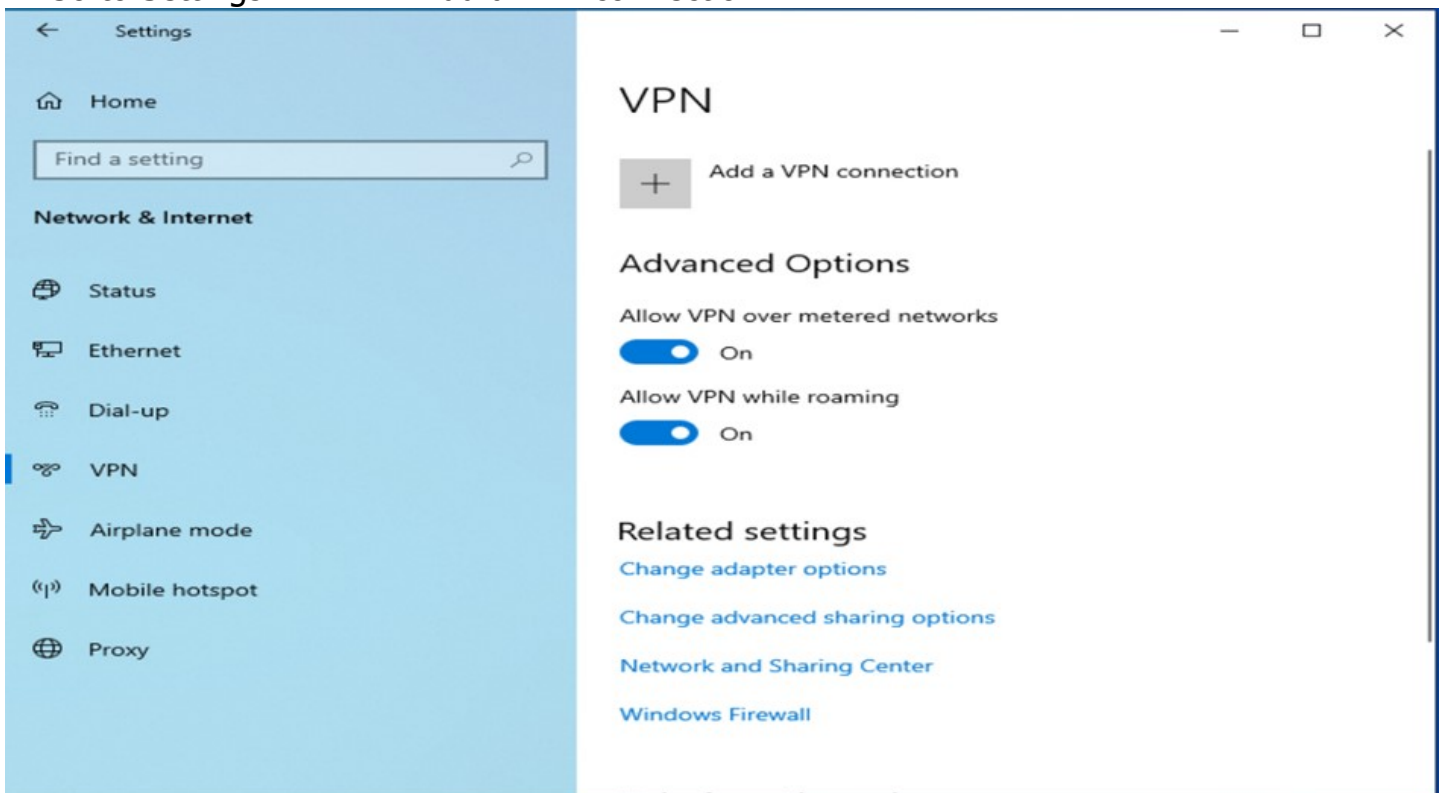 Settings
Home
Find a setting
Network & Internet
Status
Ethernet
Dial-up
VPN
Airplane mode
Mobile hotspot
Proxy
VPN
Add a VPN connection
Advanced Options
Allow VPN over metered networks
On
Allow VPN while roaming
On
Related settings
Change adapter options
Change advanced sharing options
Network and Sharing Center
Windows Firewall